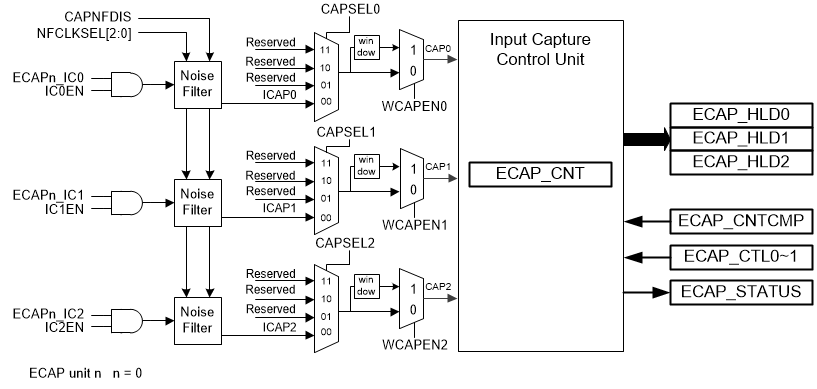 CAPNFDIS
NFCLKSEL[2:0]
CAPSEL0
Reserved
Reserved
Reserved
ICAP0
11
10
01
00
win
dow
1
0
CAP0
WCAPEN0
ECAPn_IC0
IC0EN
Noise
Filter
Input Capture
Control Unit
ECAP_CNT
ECAP_HLD0
ECAP_HLD1
ECAP_HLD2
ECAP_CNTCMP
ECAP_CTL0~1
ECAP_STATUS
CAPSEL1
Reserved
Reserved
Reserved
ICAP1
11
10
01
00
win
dow
1
0
CAP1
WCAPEN1
ECAPn_IC1
IC1EN
Noise
Filter
CAPSEL2
Reserved
Reserved
Reserved
ICAP2
11
10
01
00
win
dow
1
0
CAP2
WCAPEN2
ECAPn_IC2
IC2EN
Noise
Filter
ECAP unit n n = 0